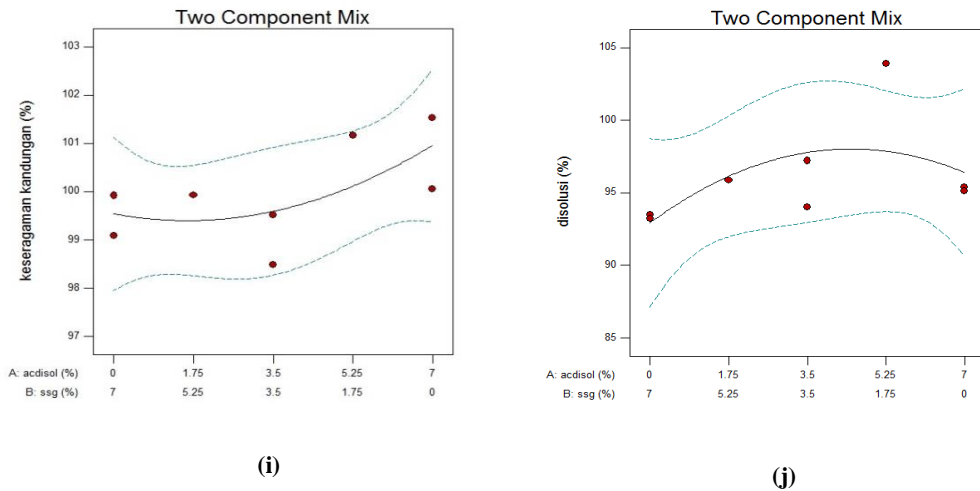 Two Component Mix
keseragaman kandungan (%)
103
102
101
100
99
98
97
0 1.75 3.5 5.25 7
A: acdisol (%)
7 5.25 3.5 1.75 0
B: ssg (%)
(i)
Two Component Mix
disolusi (%)
105
100
95
90
85
0 1.75 3.5 5.25 7
A: acdisol (%)
7 5.25 3.5 1.75 0
B: ssg (%)
(j)